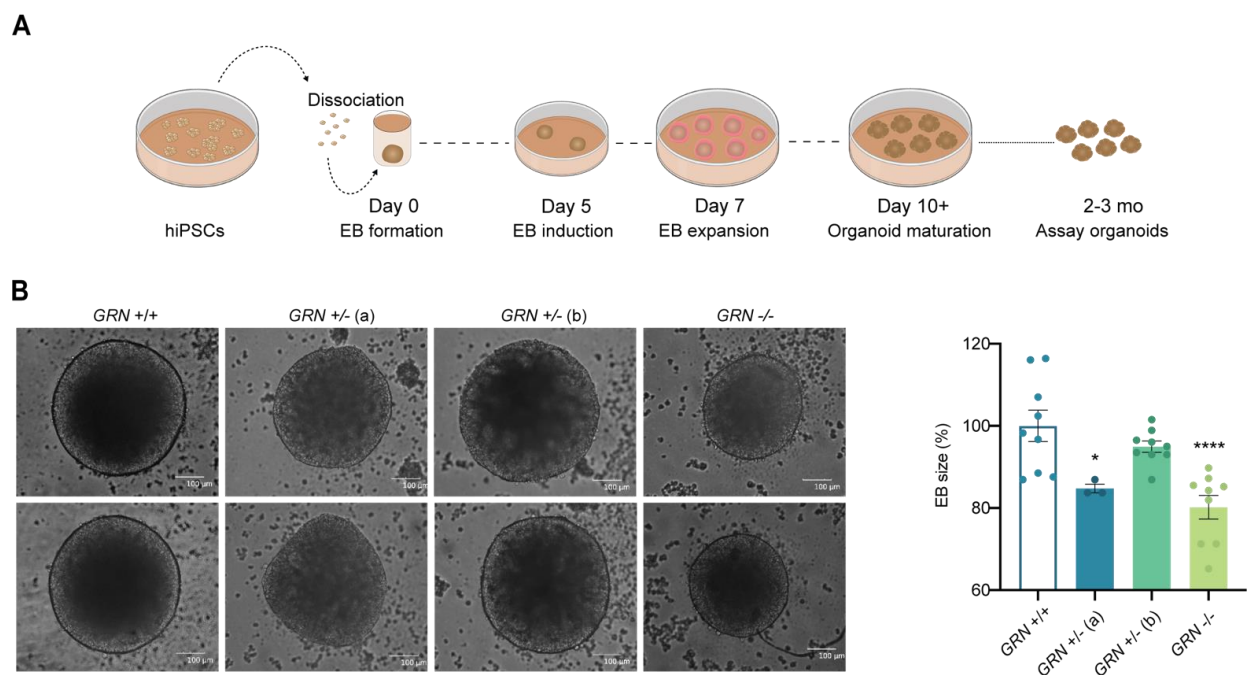 A
Dissociation
hiPSCs
Day 0
EB formation
Day 5
EB induction
Day 7
EB expansion
Day 10+
Organoid maturation
2-3 mo
Assay organoids
B
GRN +/+
GRN +/- (a)
GRN +/- (b)
GRN -/-
100 µm
100 µm
100 µm
100 µm
100 µm
100 µm
100 µm
100 µm
EB size (%)
120
100
80
60
*
****
GRN +/+
GRN +/- (a)
GRN +/- (b)
GRN -/-